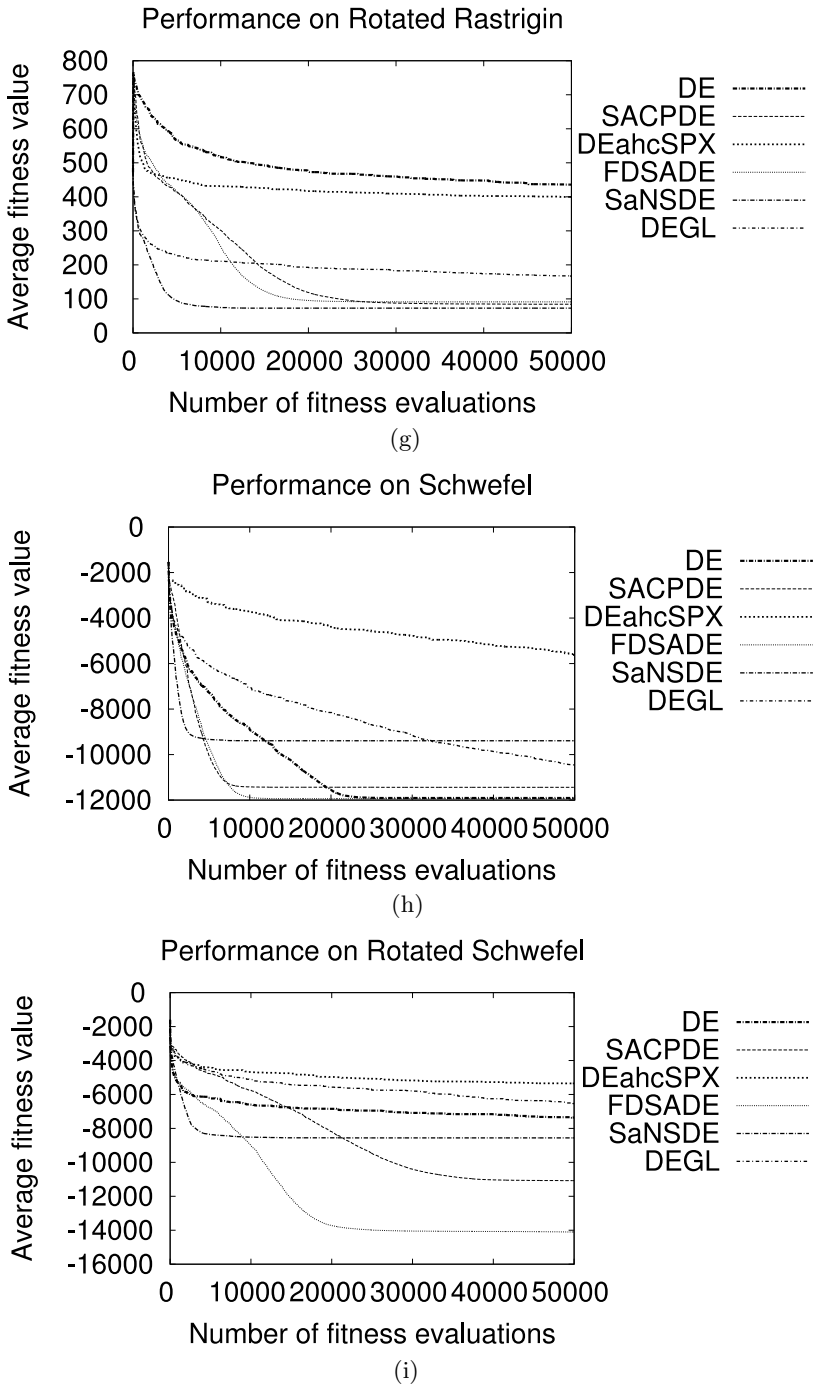 Performance on Rotated Rastrigin
Average fitness value
800
700
600
500
400
300
200
100
0
0 10000 20000 30000 40000 50000
Number of fitness evaluations
DE
SACPDE
DEahcSPX
FDSADE
SaNSDE
DEGL
(g)
Performance on Schwefel
Average fitness value
0
-2000
-4000
-6000
-8000
-10000
-12000
0 10000 20000 30000 40000 50000
Number of fitness evaluations
DE
SACPDE
DEahcSPX
FDSADE
SaNSDE
DEGL
(h)
Performance on Rotated Schwefel
Average fitness value
0
-2000
-4000
-6000
-8000
-10000
-12000
-14000
-16000
0 10000 20000 30000 40000 50000
Number of fitness evaluations
DE
SACPDE
DEahcSPX
FDSADE
SaNSDE
DEGL
(i)